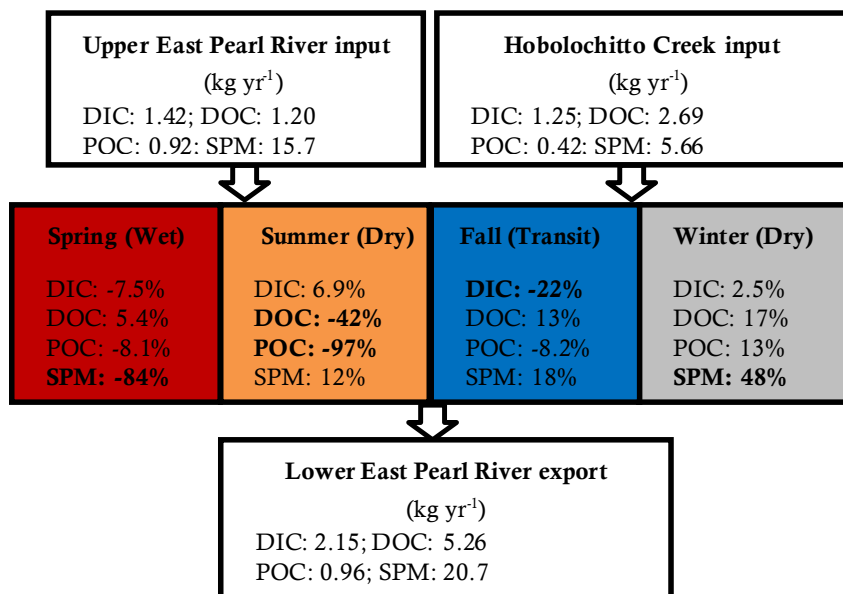 Upper East Pearl River input
(kg yr-1)
DIC: 1.42; DOC: 1.20
POC: 0.92: SPM: 15.7
Hobolochitto Creek input
(kg yr-1)
DIC: 1.25; DOC: 2.69
POC: 0.42: SPM: 5.66
Spring (Wet)
DIC: -7.5%
DOC: 5.4%
POC: -8.1%
SPM: -84%
Summer (Dry)
DIC: 6.9%
DOC: -42%
POC: -97%
SPM: 12%
Fall (Transit)
DIC: -22%
DOC: 13%
POC: -8.2%
SPM: 18%
Winter (Dry)
DIC: 2.5%
DOC: 17%
POC: 13%
SPM: 48%
Lower East Pearl River export
(kg yr-1)
DIC: 2.15; DOC: 5.26
POC: 0.96; SPM: 20.7